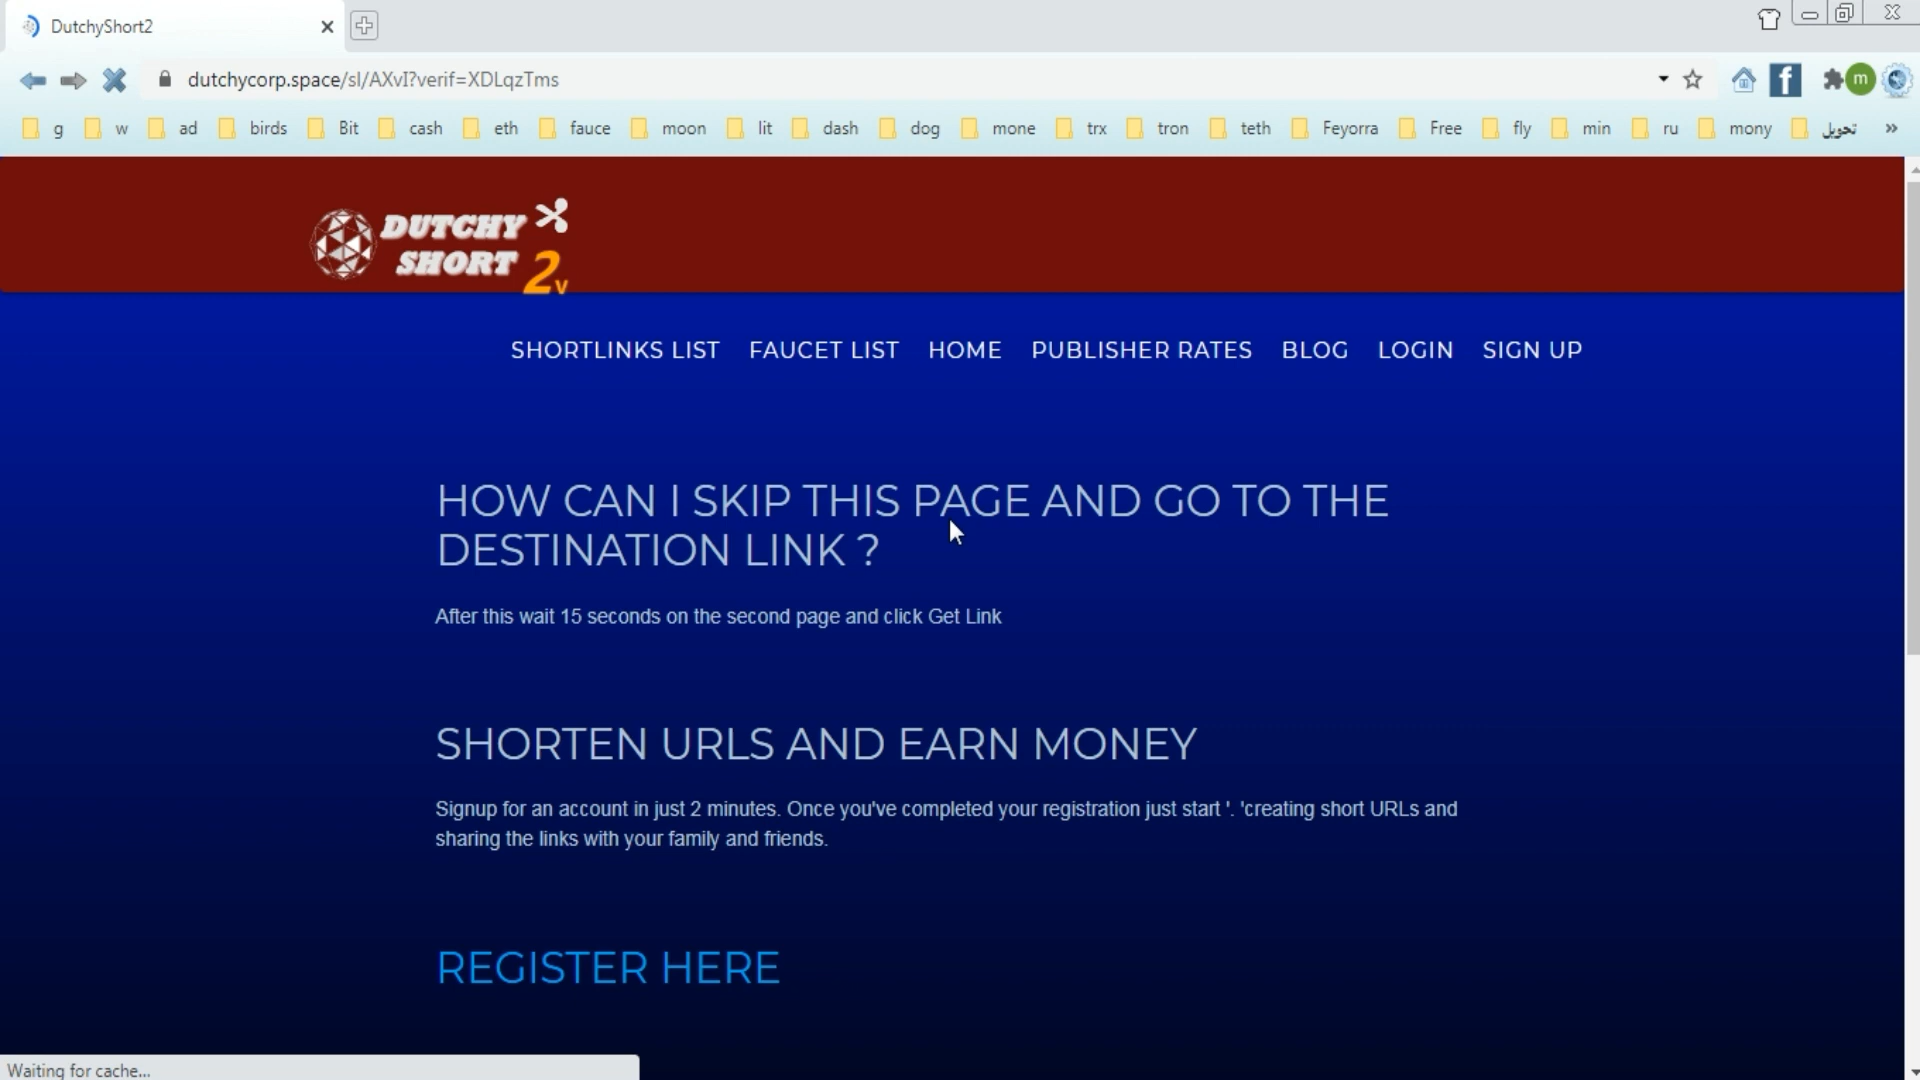 DutchyShort2
dutchycorp.space/sl/AXvI?verif=XDLqzTms
m
g w ad birds Bit cash eth fauce moon lit dash dog mone trx tron teth Feyorra Free fly min ru mony تحويل »
DUTCHY
SHORT 2v
SHORTLINKS LIST FAUCET LIST HOME PUBLISHER RATES BLOG LOGIN SIGN UP
HOW CAN I SKIP THIS PAGE AND GO TO THE
DESTINATION LINK ?
After this wait 15 seconds on the second page and click Get Link
SHORTEN URLS AND EARN MONEY
Signup for an account in just 2 minutes. Once you've completed your registration just start '. 'creating short URLs and
sharing the links with your family and friends.
REGISTER HERE
Waiting for cache...